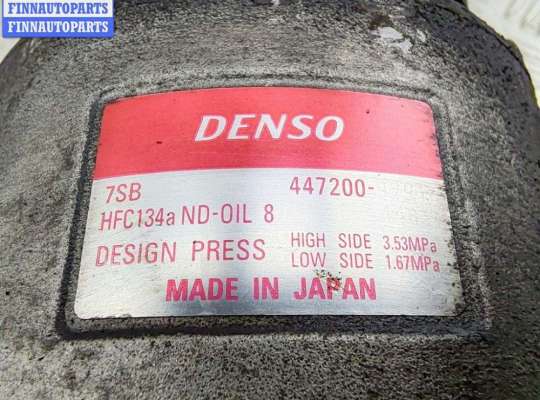 FINNAUTOPARTS
FINNAUTOPARTS
DENSO
7SB 447200-
HFC134a ND-OIL 8
DESIGN PRESS HIGH SIDE 3.53MPa
LOW SIDE 1.67MPa
MADE IN JAPAN